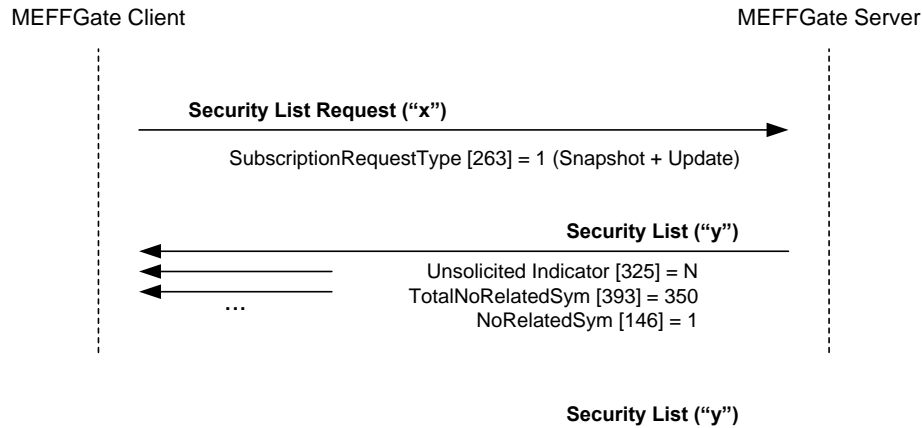 MEFFGate Client
MEFFGate Server
Security List Request (“x”)
SubscriptionRequestType [263] = 1 (Snapshot + Update)
Security List (“y”)
Unsolicited Indicator [325] = N
TotalNoRelatedSym [393] = 350
NoRelatedSym [146] = 1
...
Security List (“y”)